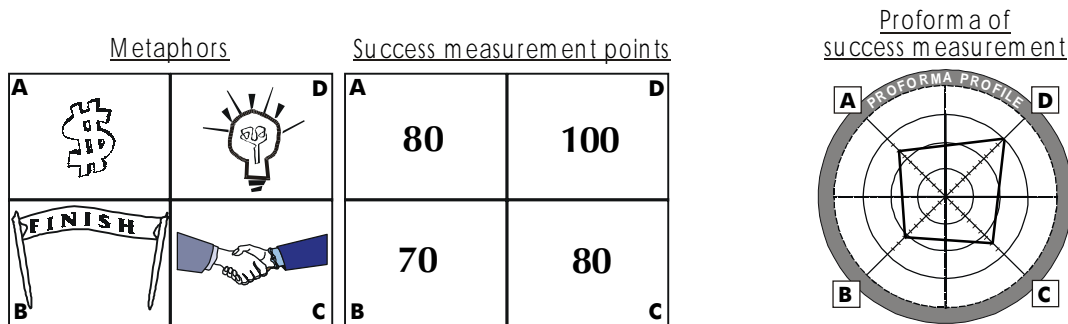 Metaphors
A
D
FINISH
B
C
Success measurement points
A
D
80
100
70
80
B
C
Proforma of
success measurement
PROFORMA PROFILE
A
D
B
C